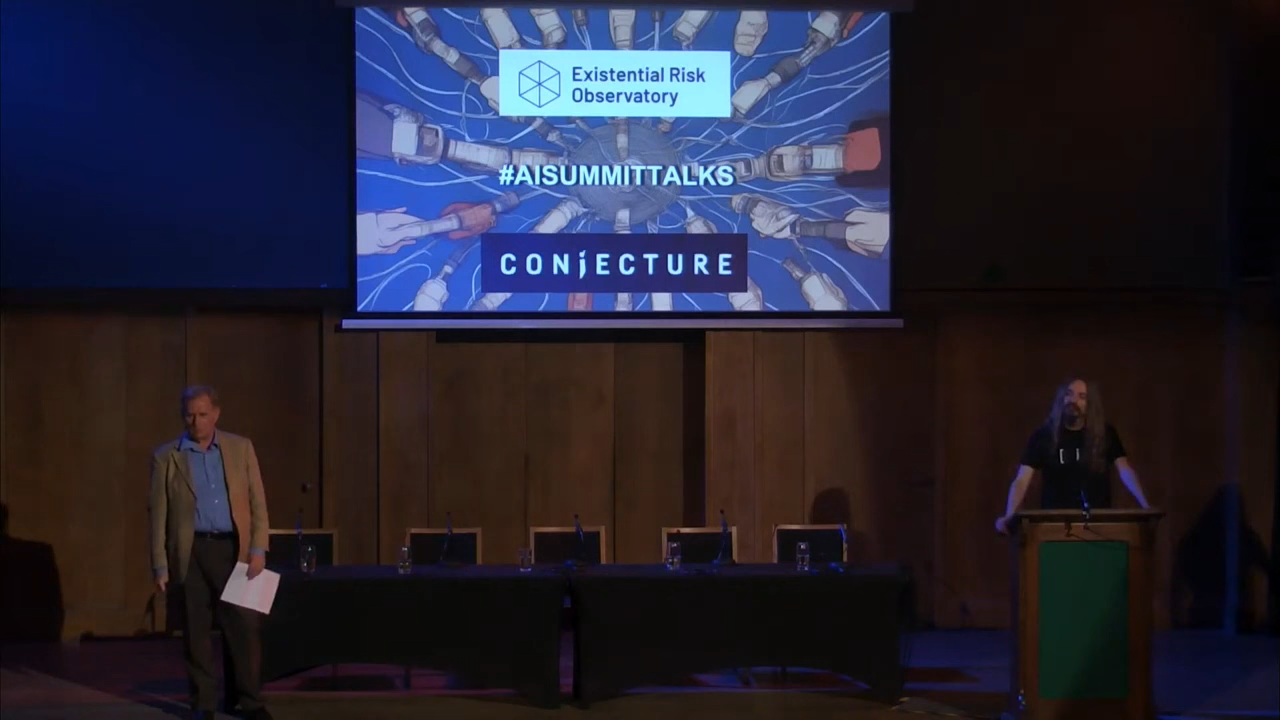 Existential Risk
Observatory
#AISUMMITTALKS
CONJECTURE